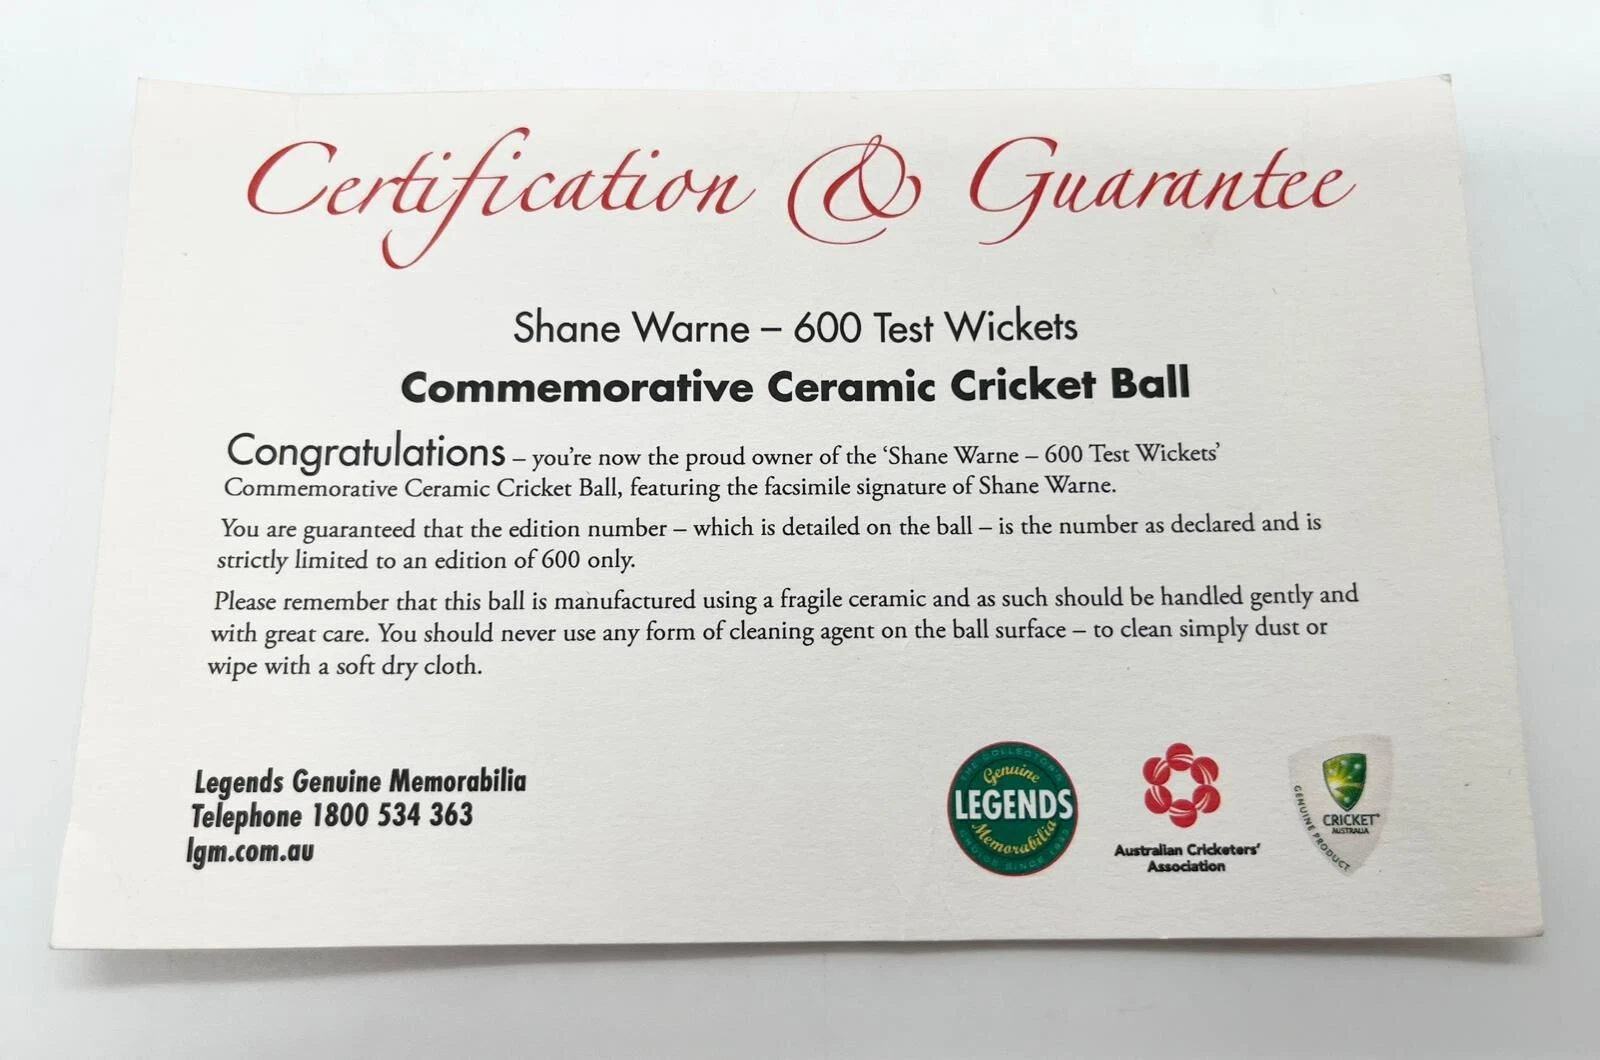 Certification & Guarantee
Shane Warne – 600 Test Wickets
Commemorative Ceramic Cricket Ball
Congratulations – you're now the proud owner of the 'Shane Warne – 600 Test Wickets'
Commemorative Ceramic Cricket Ball, featuring the facsimile signature of Shane Warne.
You are guaranteed that the edition number – which is detailed on the ball – is the number as declared and is
strictly limited to an edition of 600 only.
Please remember that this ball is manufactured using a fragile ceramic and as such should be handled gently and
with great care. You should never use any form of cleaning agent on the ball surface – to clean simply dust or
wipe with a soft dry cloth.
Legends Genuine Memorabilia
Telephone 1800 534 363
lgm.com.au
THE COLLECTORS
Genuine
LEGENDS
Memorabilia
CHOICE SINCE
Australian Cricketers'
Association
CRICKET
AUSTRALIA
GENUINE PRODUCT